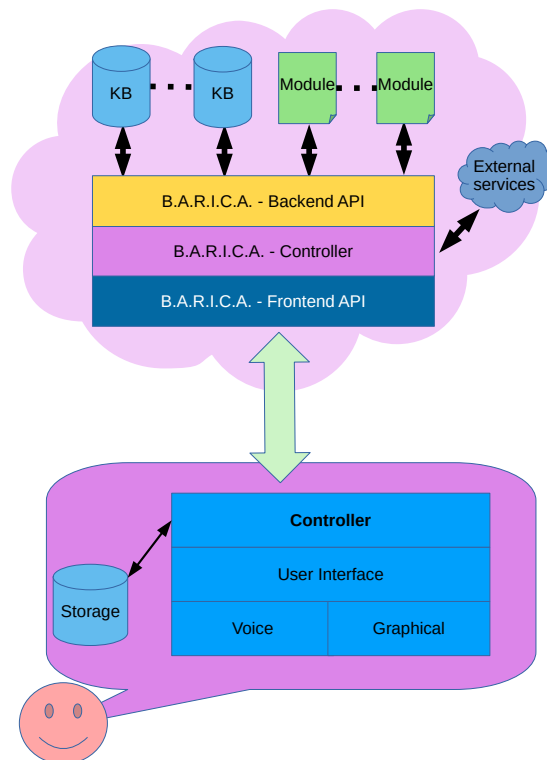 KB
KB
Module
Module
External
services
B.A.R.I.C.A. - Backend API
B.A.R.I.C.A. - Controller
B.A.R.I.C.A. - Frontend API
Controller
User Interface
Storage
Voice
Graphical